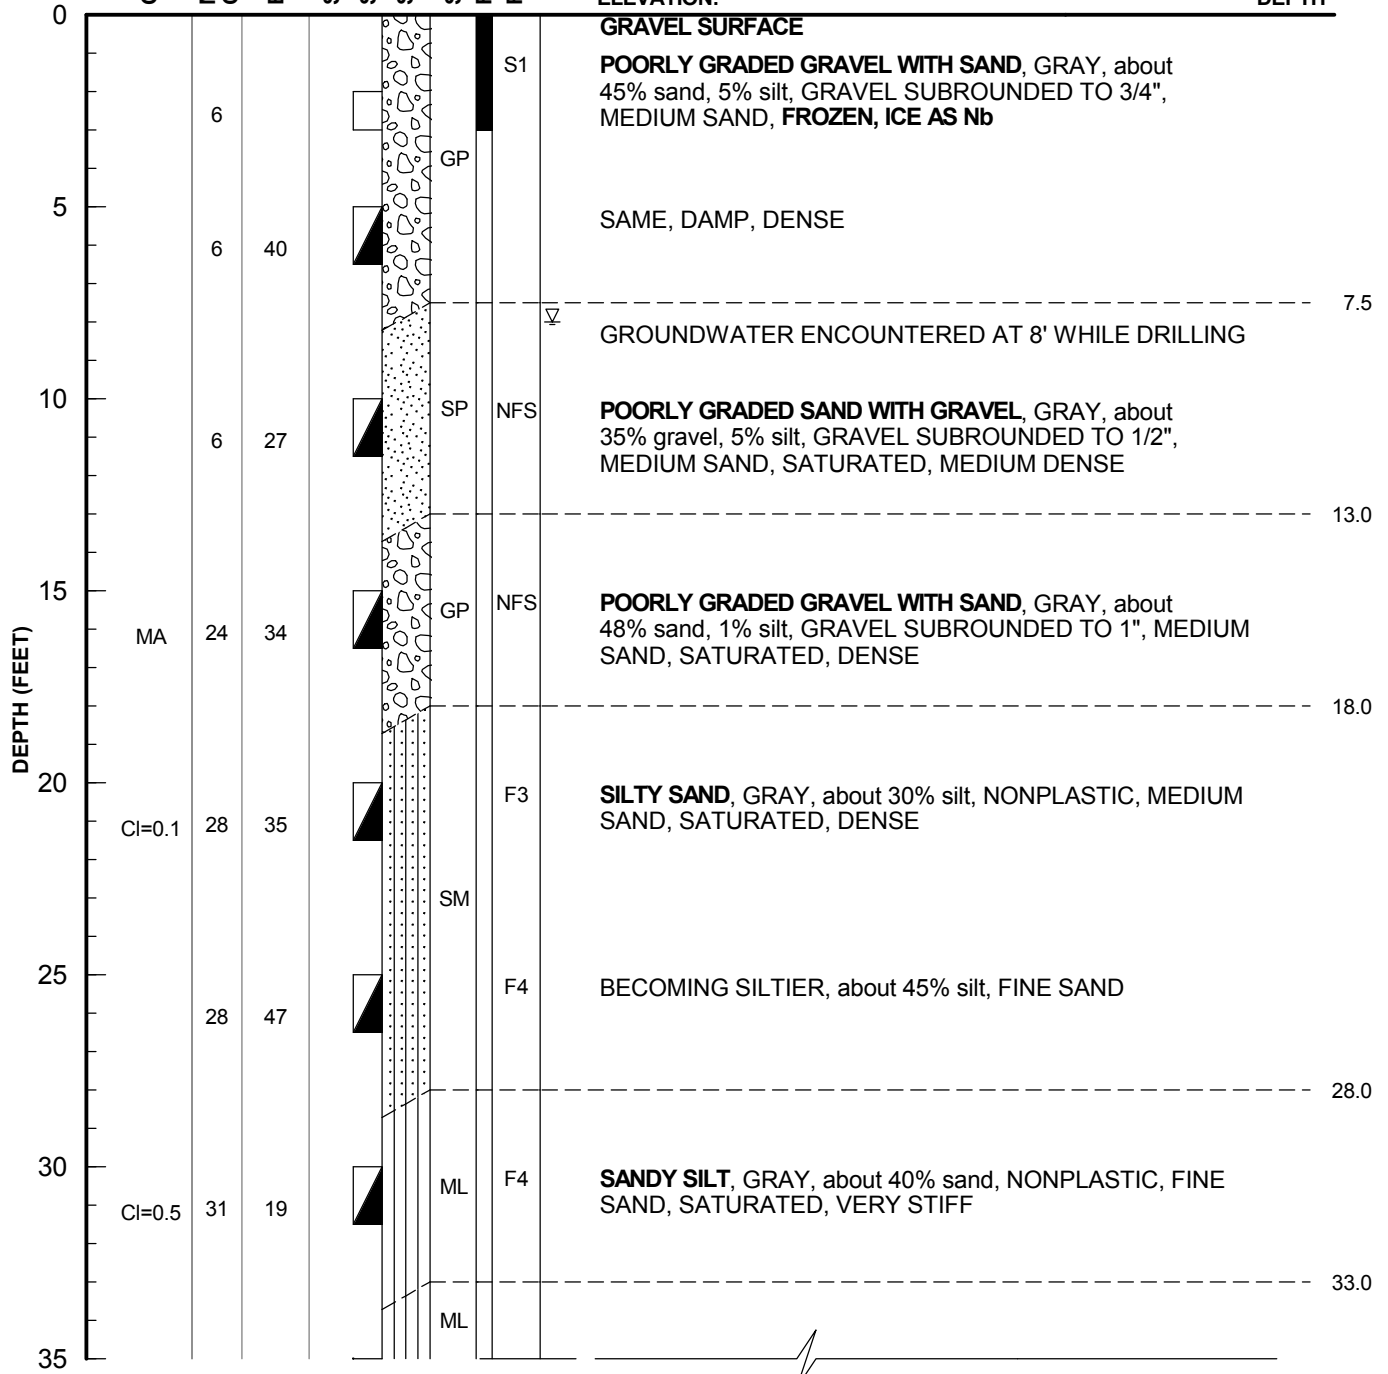 ELEVATION: DEPTH
0
GRAVEL SURFACE
S1 POORLY GRADED GRAVEL WITH SAND, GRAY, about
45% sand, 5% silt, GRAVEL SUBROUNDED TO 3/4",
6 MEDIUM SAND, FROZEN, ICE AS Nb
GP
5 SAME, DAMP, DENSE
6 40
7.5
GROUNDWATER ENCOUNTERED AT 8' WHILE DRILLING
10 SP NFS POORLY GRADED SAND WITH GRAVEL, GRAY, about
6 27 35% gravel, 5% silt, GRAVEL SUBROUNDED TO 1/2",
MEDIUM SAND, SATURATED, MEDIUM DENSE
13.0
15 GP NFS POORLY GRADED GRAVEL WITH SAND, GRAY, about
MA 24 34 48% sand, 1% silt, GRAVEL SUBROUNDED TO 1", MEDIUM
SAND, SATURATED, DENSE
DEPTH (FEET)
18.0
20 F3 SILTY SAND, GRAY, about 30% silt, NONPLASTIC, MEDIUM
Cl=0.1 28 35 SAND, SATURATED, DENSE
SM
25 F4 BECOMING SILTIER, about 45% silt, FINE SAND
28 47
28.0
30 ML F4 SANDY SILT, GRAY, about 40% sand, NONPLASTIC, FINE
Cl=0.5 31 19 SAND, SATURATED, VERY STIFF
33.0
ML
35